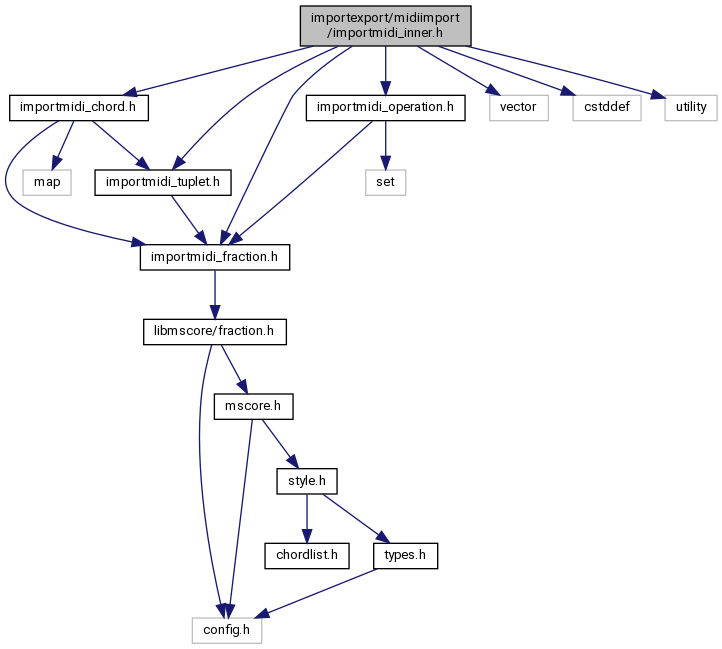 importexport/midiimport
/importmidi_inner.h
importmidi_chord.h
importmidi_operation.h
vector
cstddef
utility
map
importmidi_tuplet.h
set
importmidi_fraction.h
libmscore/fraction.h
mscore.h
style.h
chordlist.h
types.h
config.h